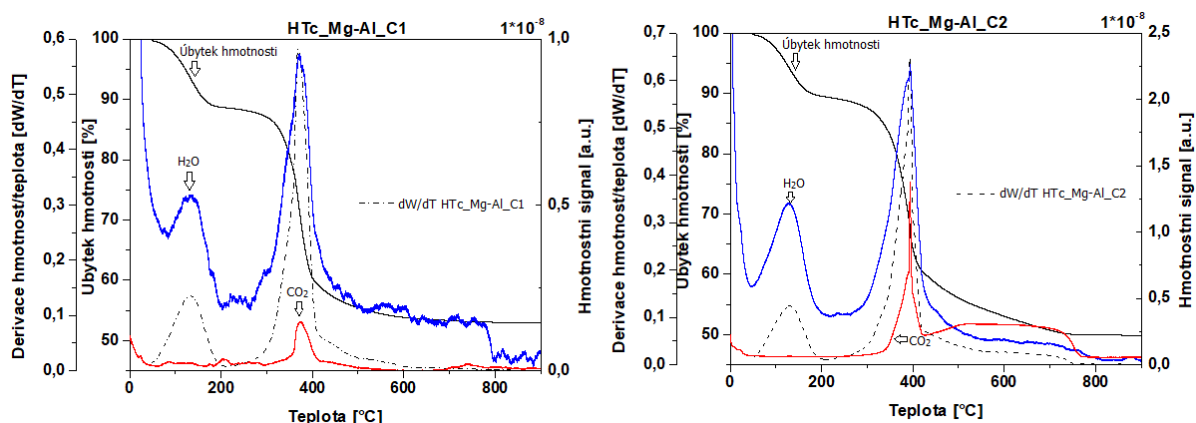 HTc_Mg-Al_C1
1*10^-8
0,6
0,5
0,4
0,3
0,2
0,1
0,0
Derivace hmotnost/teplota [dW/dT]
100
90
80
70
60
50
Úbytek hmotnosti [%]
Úbytek hmotnosti
H₂O
CO₂
dW/dT HTc_Mg-Al_C1
1,0
0,5
0,0
Hmotnostni signal [a.u.]
0 200 400 600 800
Teplota [°C]
HTc_Mg-Al_C2
1*10^-8
0,7
0,6
0,5
0,4
0,3
0,2
0,1
0,0
Derivace hmotnost/teplota [dW/dT]
100
90
80
70
60
50
Úbytek hmotnosti [%]
Úbytek hmotnosti
H₂O
CO₂
dW/dT HTc_Mg-Al_C2
2,5
2,0
1,5
1,0
0,5
0,0
Hmotnostni signal [a.u.]
0 200 400 600 800
Teplota [°C]